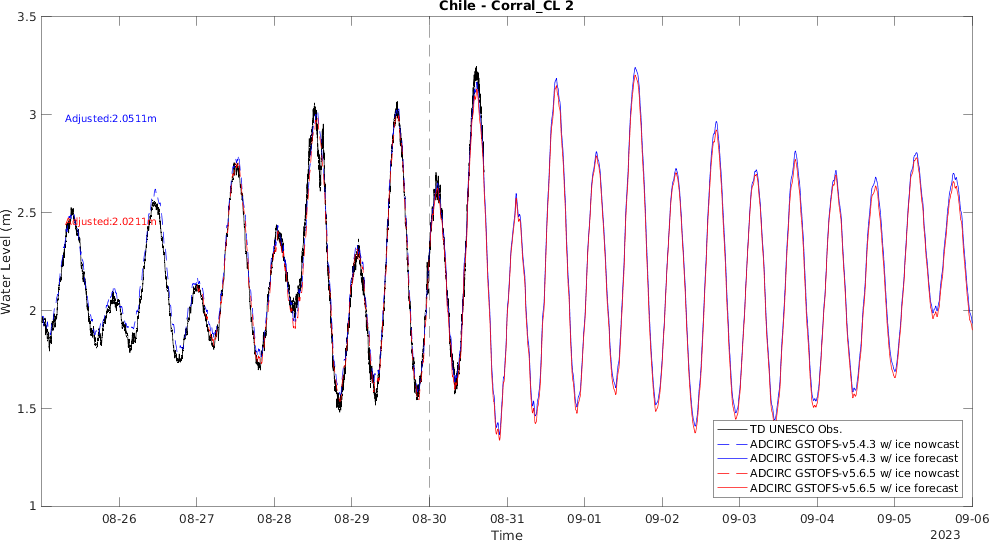 Chile - Corral_CL 2
3.5
3
2.5
2
1.5
1
Water Level (m)
Adjusted:2.0511m
Adjusted:2.0211m
TD UNESCO Obs.
ADCIRC GSTOFS-v5.4.3 w/ ice nowcast
ADCIRC GSTOFS-v5.4.3 w/ ice forecast
ADCIRC GSTOFS-v5.6.5 w/ ice nowcast
ADCIRC GSTOFS-v5.6.5 w/ ice forecast
08-26 08-27 08-28 08-29 08-30 08-31 09-01 09-02 09-03 09-04 09-05 09-06
Time
2023